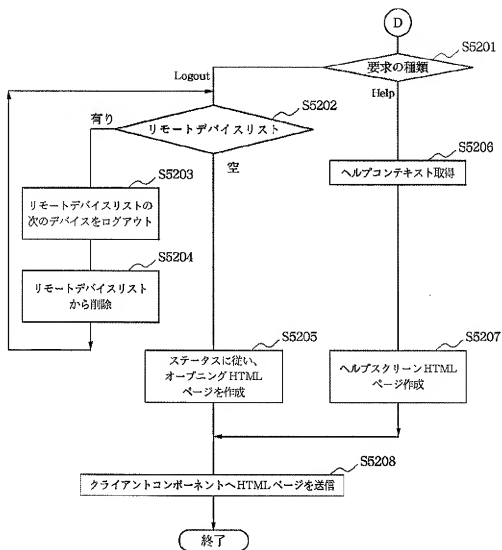 D
S5201
要求の種類
Logout
Help
S5202
有り
リモートデバイスリスト
空
S5206
ヘルプコンテキスト取得
S5203
リモートデバイスリストの
次のデバイスをログアウト
S5204
リモートデバイスリスト
から削除
S5205
ステータスに従い、
オープニングHTML
ページを作成
S5207
ヘルプスクリーンHTML
ページ作成
S5208
クライアントコンポーネントへHTMLページを送信
終了